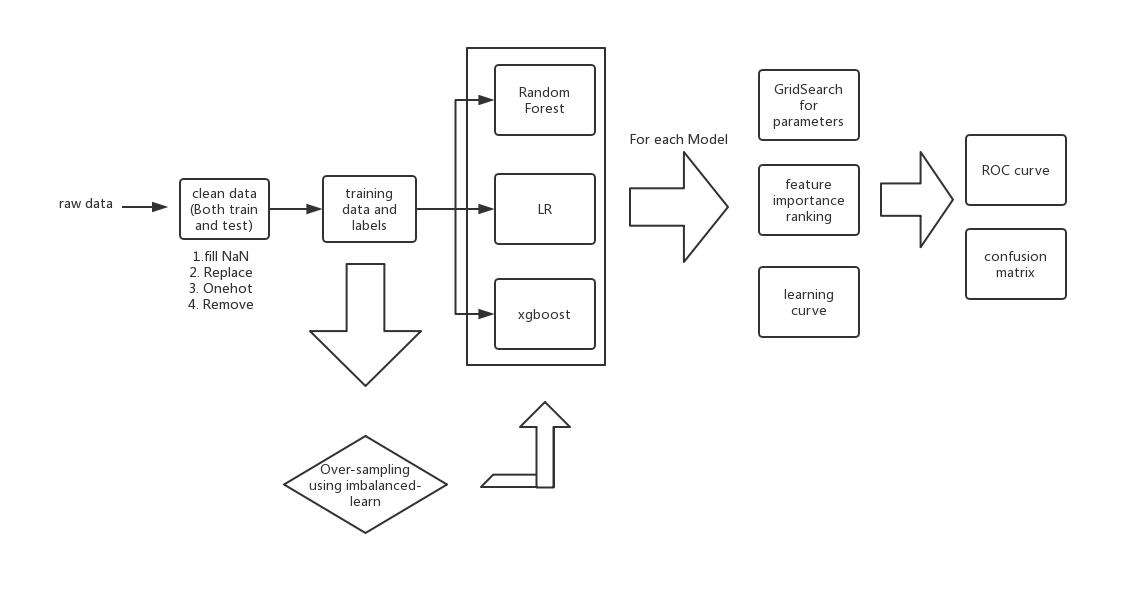 raw data
clean data
(Both train
and test)
1.fill NaN
2. Replace
3. Onehot
4. Remove
training
data and
labels
Random
Forest
LR
xgboost
Over-sampling
using imbalanced-
learn
For each Model
GridSearch
for
parameters
feature
importance
ranking
learning
curve
ROC curve
confusion
matrix